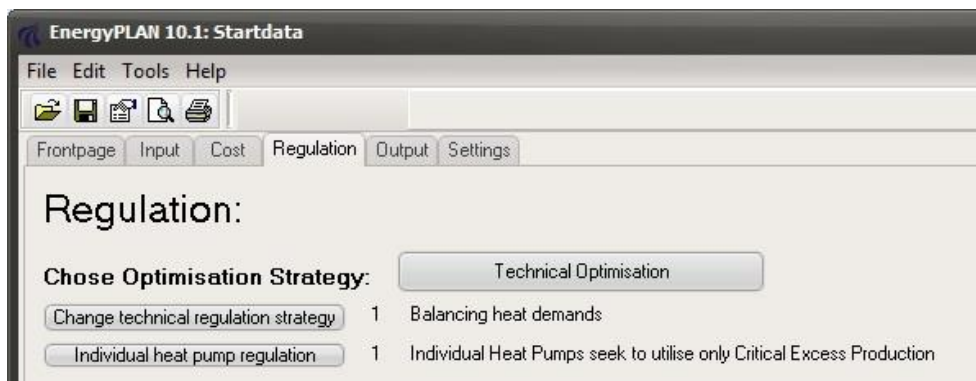 EnergyPLAN 10.1: Startdata
File Edit Tools Help
Frontpage Input Cost Regulation Output Settings
Regulation:
Chose Optimisation Strategy: Technical Optimisation
Change technical regulation strategy 1 Balancing heat demands
Individual heat pump regulation 1 Individual Heat Pumps seek to utilise only Critical Excess Production